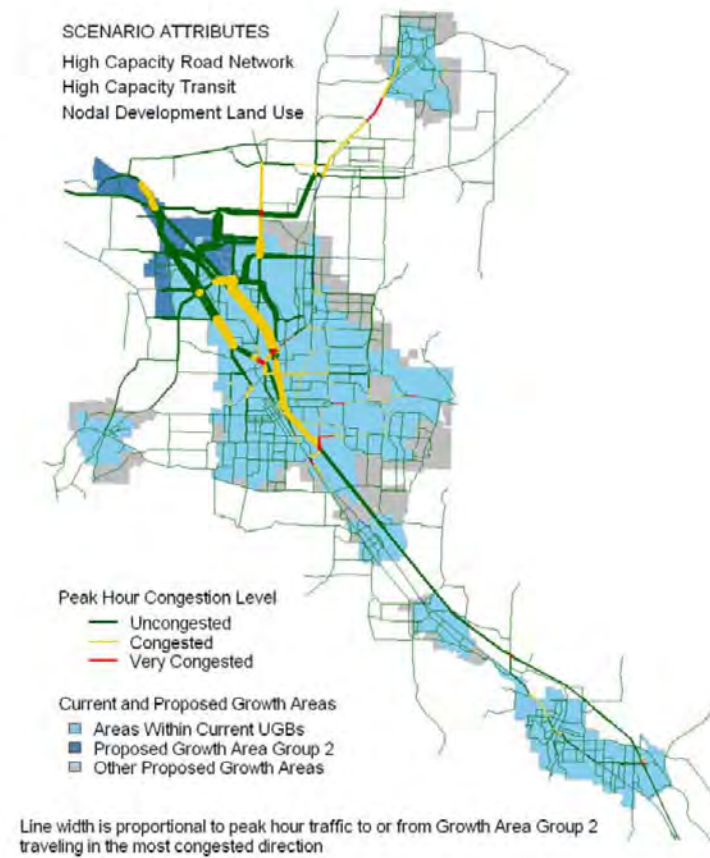 SCENARIO ATTRIBUTES
High Capacity Road Network
High Capacity Transit
Nodal Development Land Use
Peak Hour Congestion Level
Uncongested
Congested
Very Congested
Current and Proposed Growth Areas
Areas Within Current UGBs
Proposed Growth Area Group 2
Other Proposed Growth Areas
Line width is proportional to peak hour traffic to or from Growth Area Group 2
traveling in the most congested direction